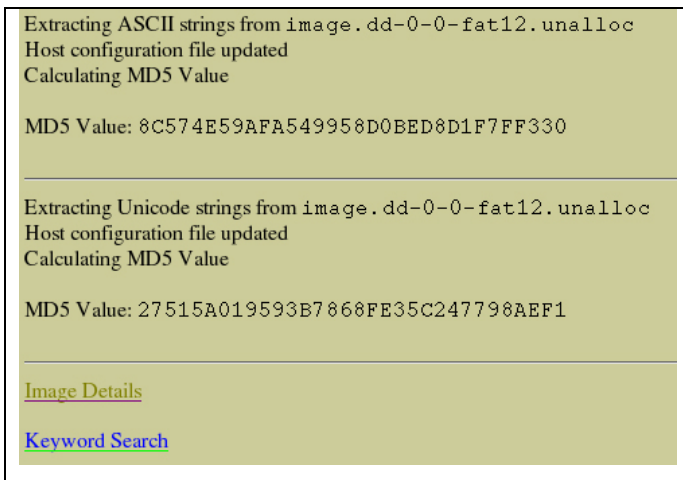 Extracting ASCII strings from image.dd-0-0-fat12.unalloc
Host configuration file updated
Calculating MD5 Value
MD5 Value: 8C574E59AFA549958D0BED8D1F7FF330
Extracting Unicode strings from image.dd-0-0-fat12.unalloc
Host configuration file updated
Calculating MD5 Value
MD5 Value: 27515A019593B7868FE35C247798AEF1
Image Details
Keyword Search